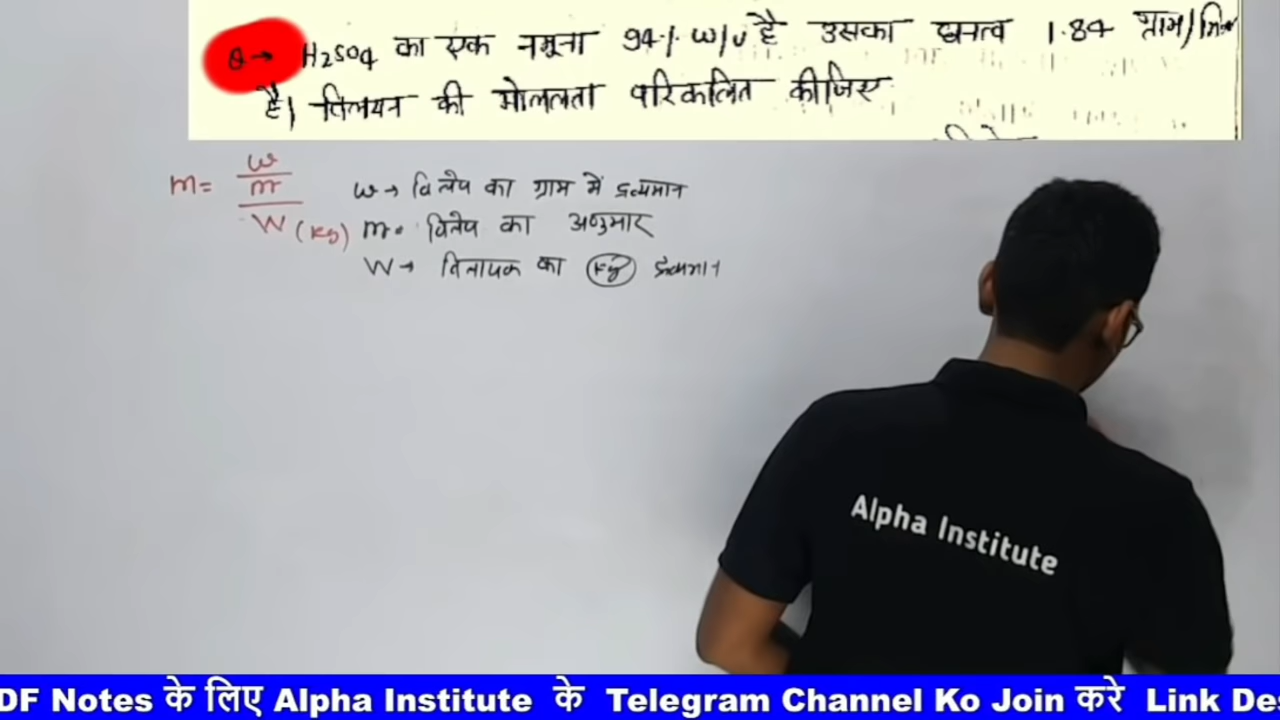 Q→ H₂SO₄ का एक नमूना 94% w/v है उसका घनत्व 1.84 ग्राम/मि
है। विलयन की मोललता परिकलित कीजिए
m = w/m / W (kg)
w → विलेय का ग्राम में द्रव्यमान
m• विलेय का अणुभार
W → विलायक का (kg) द्रव्यमान
Alpha Institute
DF Notes के लिए Alpha Institute के Telegram Channel Ko Join करे Link Des